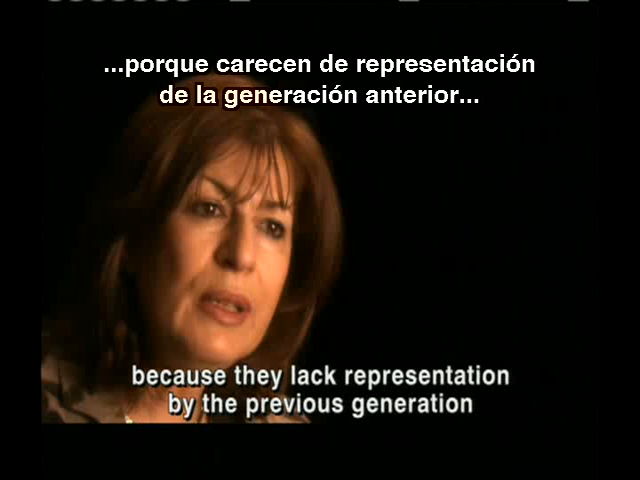 ...porque carecen de representación
de la generación anterior...
because they lack representation
by the previous generation